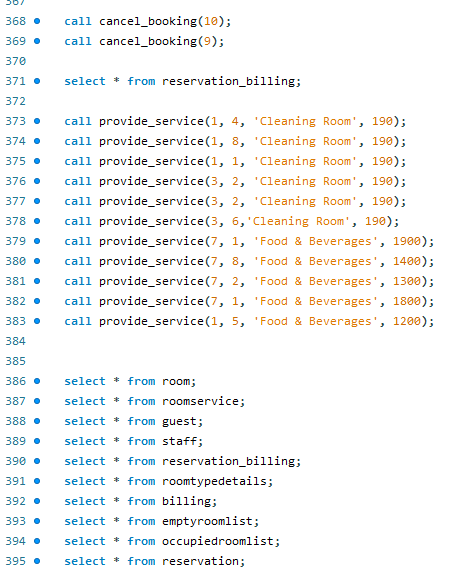 367
368 call cancel_booking(10);
369 call cancel_booking(9);
370
371 select * from reservation_billing;
372
373 call provide_service(1, 4, 'Cleaning Room', 190);
374 call provide_service(1, 8, 'Cleaning Room', 190);
375 call provide_service(1, 1, 'Cleaning Room', 190);
376 call provide_service(3, 2, 'Cleaning Room', 190);
377 call provide_service(3, 2, 'Cleaning Room', 190);
378 call provide_service(3, 6,'Cleaning Room', 190);
379 call provide_service(7, 1, 'Food & Beverages', 1900);
380 call provide_service(7, 8, 'Food & Beverages', 1400);
381 call provide_service(7, 2, 'Food & Beverages', 1300);
382 call provide_service(7, 1, 'Food & Beverages', 1800);
383 call provide_service(1, 5, 'Food & Beverages', 1200);
384
385
386 select * from room;
387 select * from roomservice;
388 select * from guest;
389 select * from staff;
390 select * from reservation_billing;
391 select * from roomtypedetails;
392 select * from billing;
393 select * from emptyroomlist;
394 select * from occupiedroomlist;
395 select * from reservation;